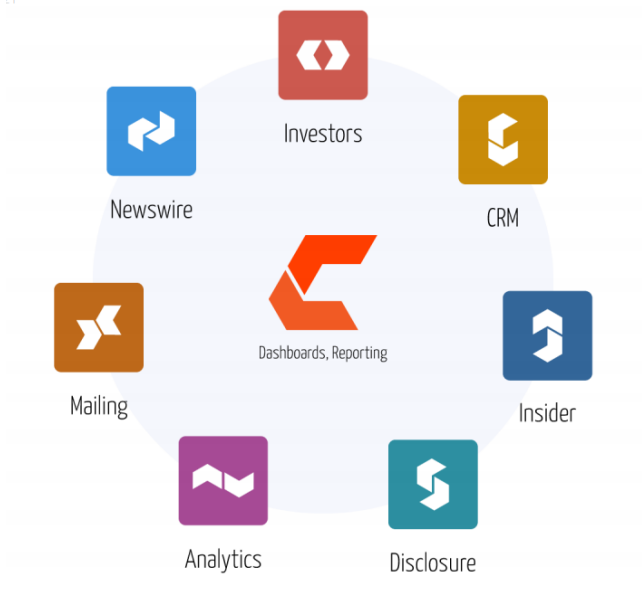 Investors
Newswire
CRM
Dashboards, Reporting
Mailing
Insider
Analytics
Disclosure